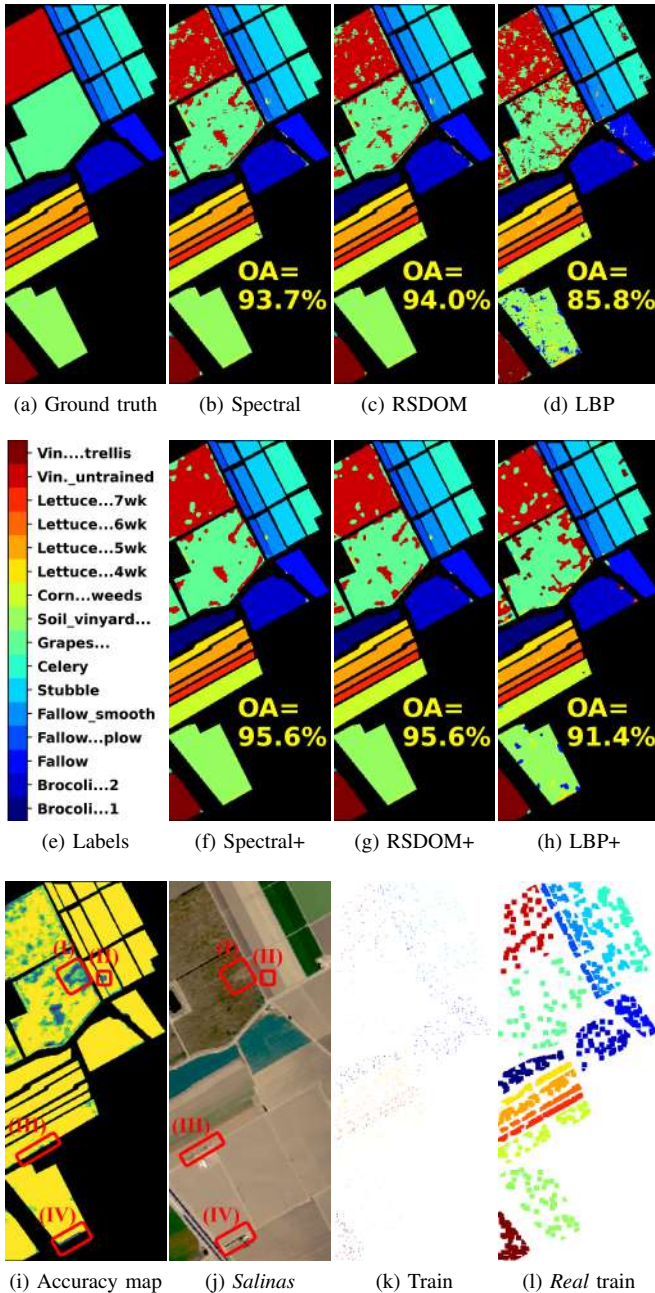 OA=
93.7%
OA=
94.0%
OA=
85.8%
(a) Ground truth
(b) Spectral
(c) RSDOM
(d) LBP
Vin....trellis
Vin._untrained
Lettuce...7wk
Lettuce...6wk
Lettuce...5wk
Lettuce...4wk
Corn...weeds
Soil_vinyard...
Grapes...
Celery
Stubble
Fallow_smooth
Fallow...plow
Fallow
Brocoli...2
Brocoli...1
OA=
95.6%
OA=
95.6%
OA=
91.4%
(e) Labels
(f) Spectral+
(g) RSDOM+
(h) LBP+
(I)
(II)
(III)
(IV)
(I)
(II)
(III)
(IV)
(i) Accuracy map
(j) Salinas
(k) Train
(l) Real train